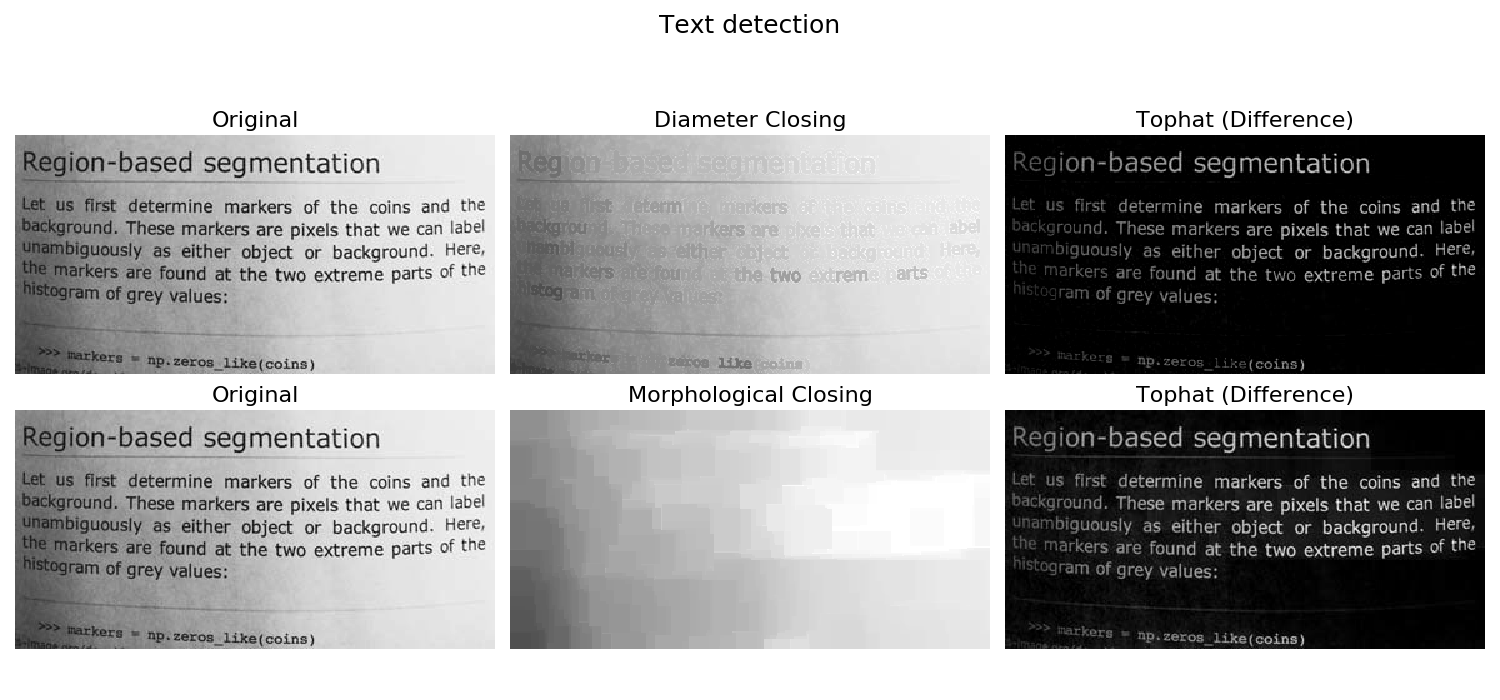 Text detection
Original
Diameter Closing
Tophat (Difference)
Region-based segmentation
Region-based segmentation
Region-based segmentation
Let us first determine markers of the coins and the
background. These markers are pixels that we can label
unambiguously as either object or background. Here,
the markers are found at the two extreme parts of the
histogram of grey values:
>>> markers = np.zeros_like(coins)
Let us first determine markers of the coins and the
background. These markers are pixels that we can label
unambiguously as either object or background. Here,
the markers are found at the two extreme parts of the
histogram of grey values:
zeros_like(coins)
Let us first determine markers of the coins and the
background. These markers are pixels that we can label
unambiguously as either object or background. Here,
the markers are found at the two extreme parts of the
histogram of grey values:
>>> markers = np.zeros_like(coins)
Original
Morphological Closing
Tophat (Difference)
Region-based segmentation
Let us first determine markers of the coins and the
background. These markers are pixels that we can label
unambiguously as either object or background. Here,
the markers are found at the two extreme parts of the
histogram of grey values:
>>> markers = np.zeros_like(coins)
Region-based segmentation
Let us first determine markers of the coins and the
background. These markers are pixels that we can label
unambiguously as either object or background. Here,
the markers are found at the two extreme parts of the
histogram of grey values:
>>> markers = np.zeros_like(coins)